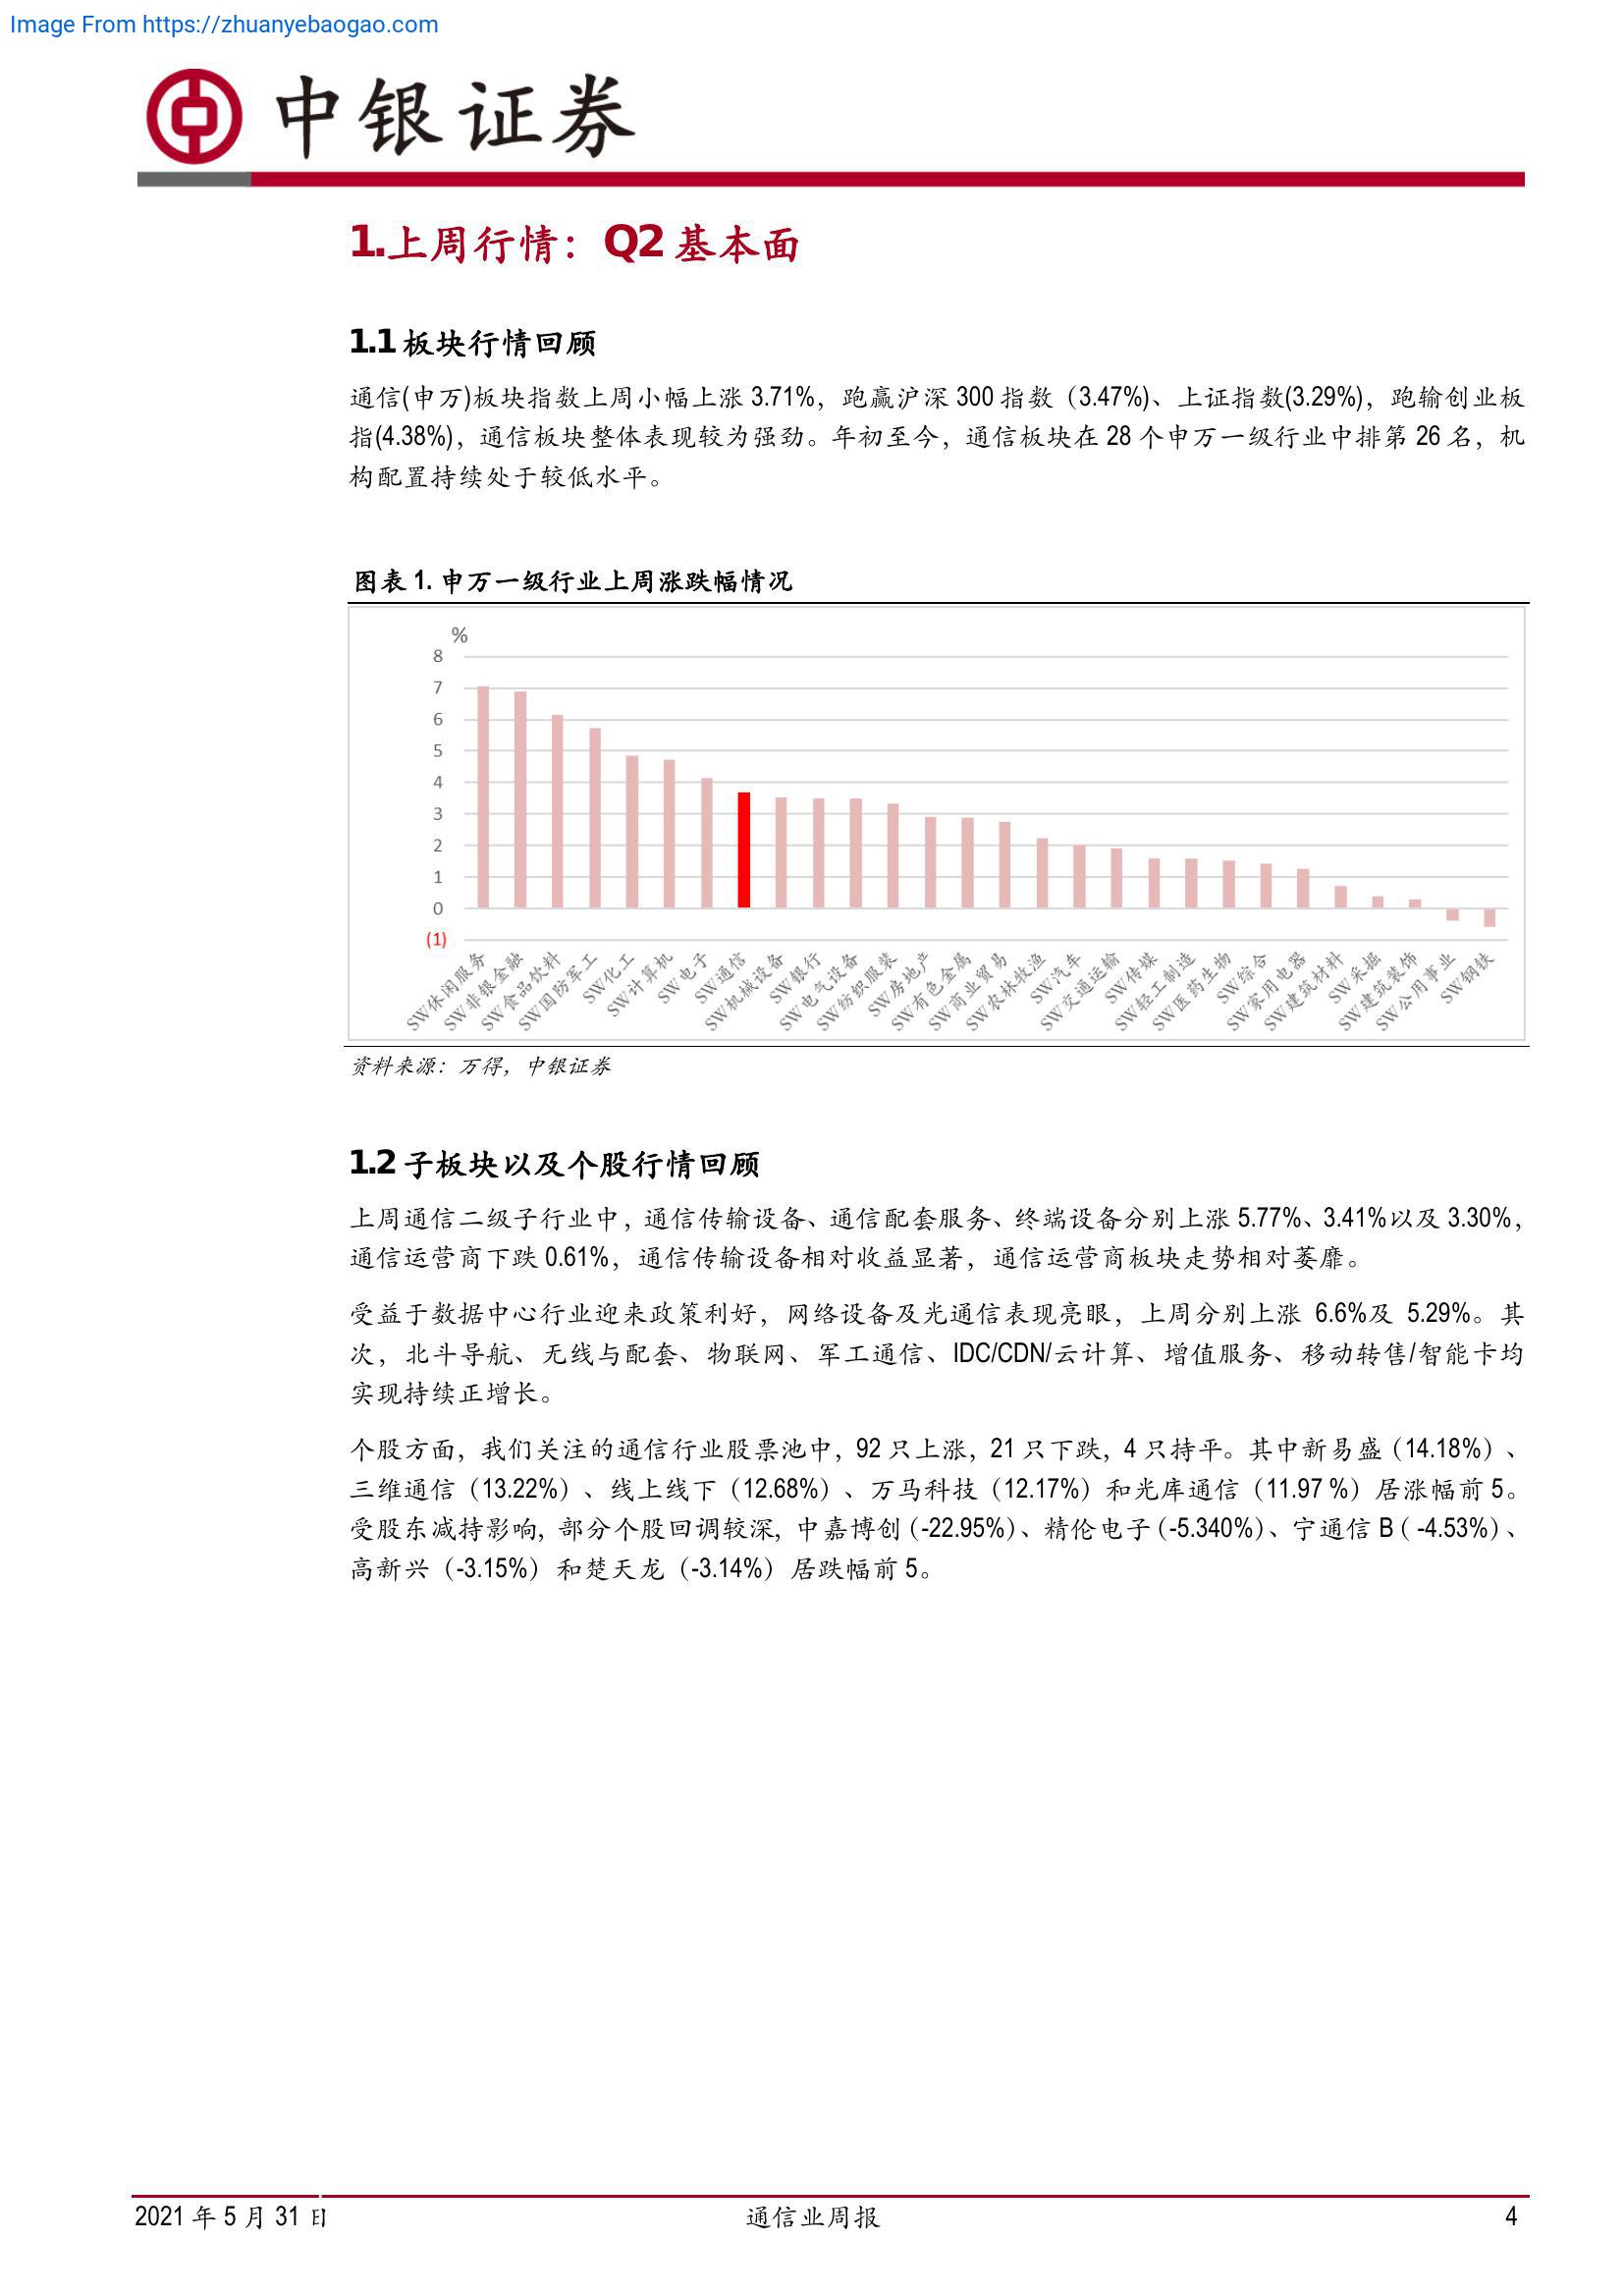 Image From https://zhuanyebaogao.com
中银证券
1.上周行情：Q2 基本面
1.1 板块行情回顾
通信(申万)板块指数上周小幅上涨 3.71%，跑赢沪深 300 指数（3.47%)、上证指数(3.29%)，跑输创业板
指(4.38%)，通信板块整体表现较为强劲。年初至今，通信板块在 28 个申万一级行业中排第 26 名，机
构配置持续处于较低水平。
图表 1. 申万一级行业上周涨跌幅情况
%
8
7
6
5
4
3
2
1
0
(1)
SW休闲服务
SW非银金融
SW食品饮料
SW国防军工
SW化工
SW计算机
SW电子
SW通信
SW机械设备
SW银行
SW电气设备
SW纺织服装
SW房地产
SW有色金属
SW商业贸易
SW农林牧渔
SW汽车
SW交通运输
SW传媒
SW轻工制造
SW医药生物
SW综合
SW家用电器
SW建筑材料
SW采掘
SW建筑装饰
SW公用事业
SW钢铁
资料来源：万得，中银证券
1.2 子板块以及个股行情回顾
上周通信二级子行业中，通信传输设备、通信配套服务、终端设备分别上涨 5.77%、3.41%以及 3.30%，
通信运营商下跌 0.61%，通信传输设备相对收益显著，通信运营商板块走势相对萎靡。
受益于数据中心行业迎来政策利好，网络设备及光通信表现亮眼，上周分别上涨 6.6%及 5.29%。其
次，北斗导航、无线与配套、物联网、军工通信、IDC/CDN/云计算、增值服务、移动转售/智能卡均
实现持续正增长。
个股方面，我们关注的通信行业股票池中，92 只上涨，21 只下跌，4 只持平。其中新易盛（14.18%）、
三维通信（13.22%）、线上线下（12.68%）、万马科技（12.17%）和光库通信（11.97 %）居涨幅前 5。
受股东减持影响，部分个股回调较深，中嘉博创（-22.95%）、精伦电子（-5.340%）、宁通信 B（ -4.53%）、
高新兴（-3.15%）和楚天龙（-3.14%）居跌幅前 5。
2021 年 5 月 31 日
通信业周报
4